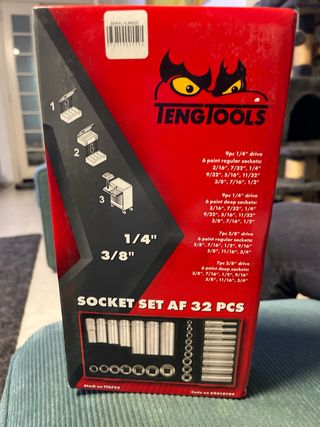 SERIAL NUMBER
TENGTOOLS
1
2
3
9pc 1/4" drive
6 point regular sockets:
3/16", 7/32", 1/4"
9/32", 5/16", 11/32"
3/8", 7/16", 1/2"
9pc 1/4" drive
6 point deep sockets:
3/16", 7/32", 1/4"
9/32", 5/16", 11/32"
3/8", 7/16", 1/2"
7pc 3/8" drive
6 point regular sockets:
3/8", 7/16", 1/2", 9/16"
5/8", 11/16", 3/4"
7pc 3/8" drive
6 point deep sockets:
3/8", 7/16", 1/2", 9/16"
5/8", 11/16", 3/4"
1/4"
3/8"
SOCKET SET AF 32 PCS
Stock no TTAF32
Code no